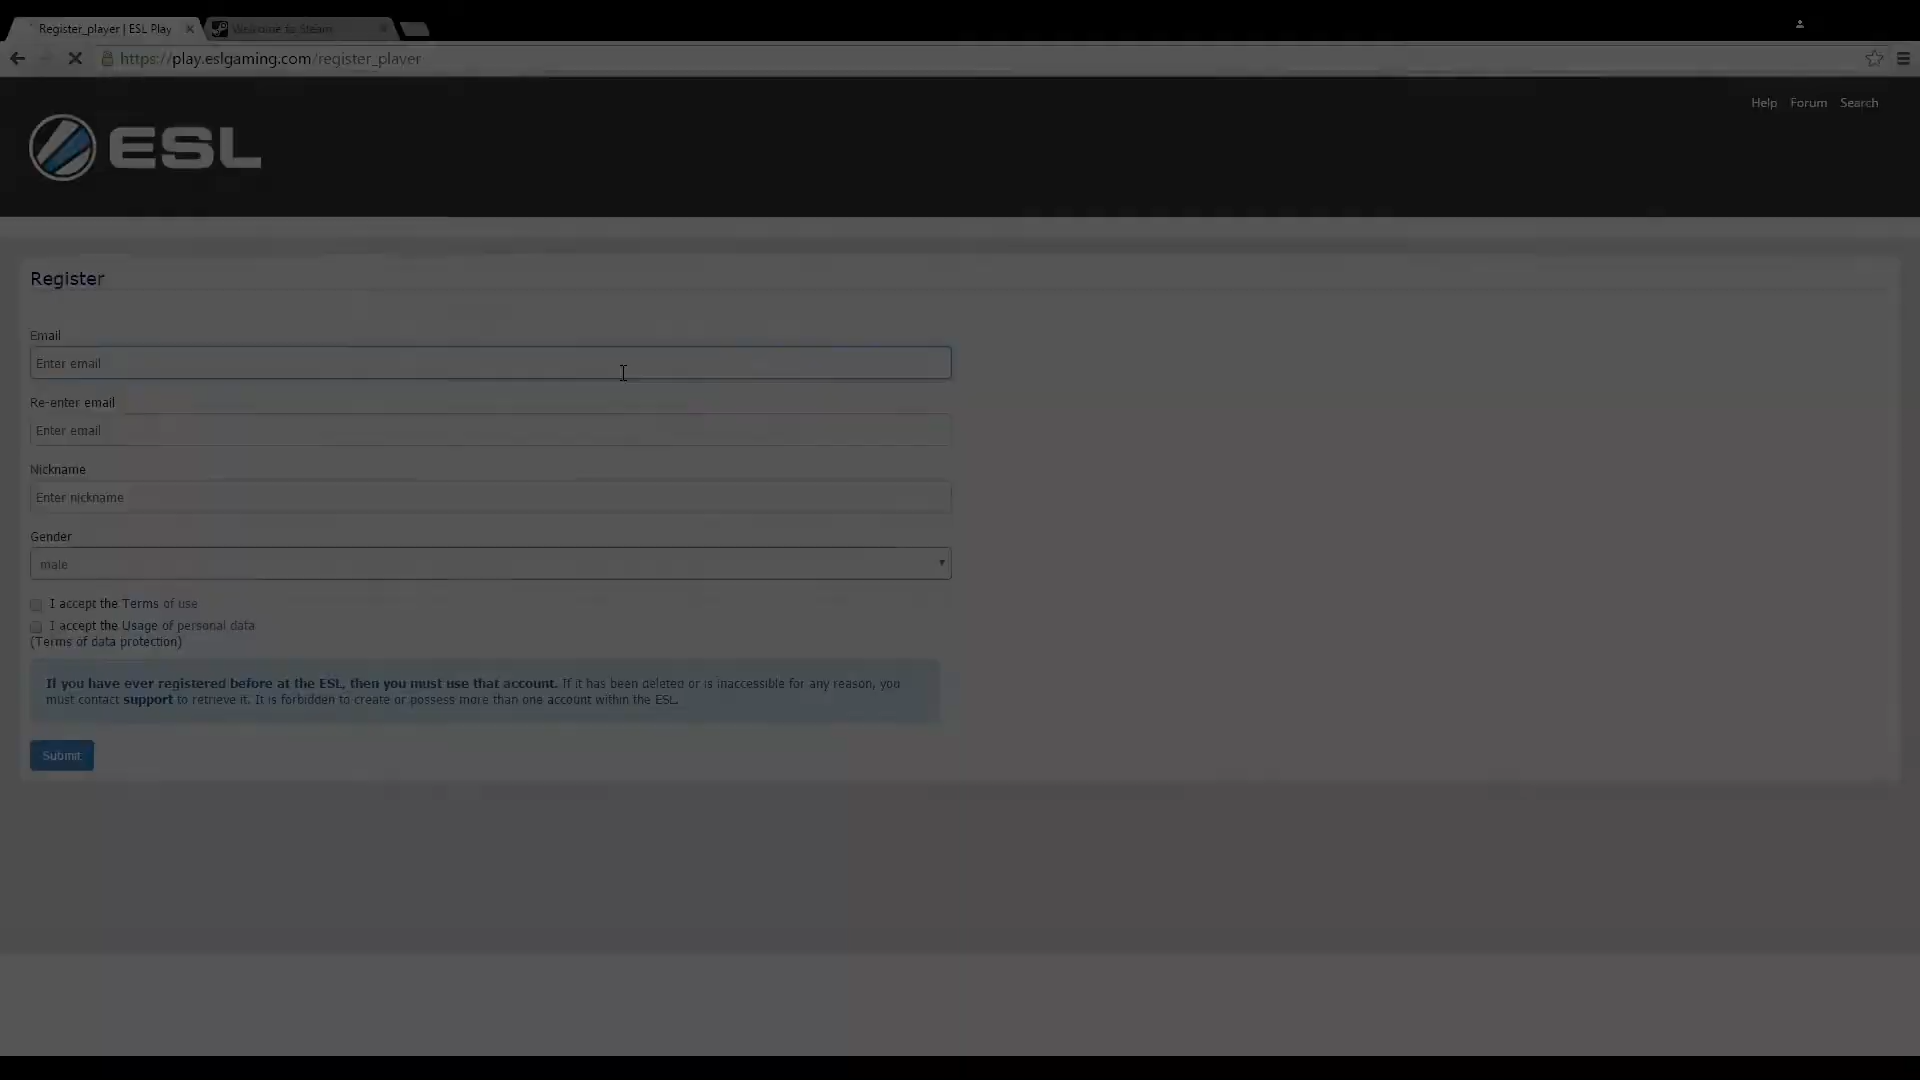 Register_player | ESL Play
Welcome to Steam
https://play.eslgaming.com/register_player
Help Forum Search
ESL
Register
Email
Enter email
Re-enter email
Enter email
Nickname
Enter nickname
Gender
male
I accept the Terms of use
I accept the Usage of personal data
(Terms of data protection)
If you have ever registered before at the ESL, then you must use that account. If it has been deleted or is inaccessible for any reason, you
must contact support to retrieve it. It is forbidden to create or possess more than one account within the ESL.
Submit